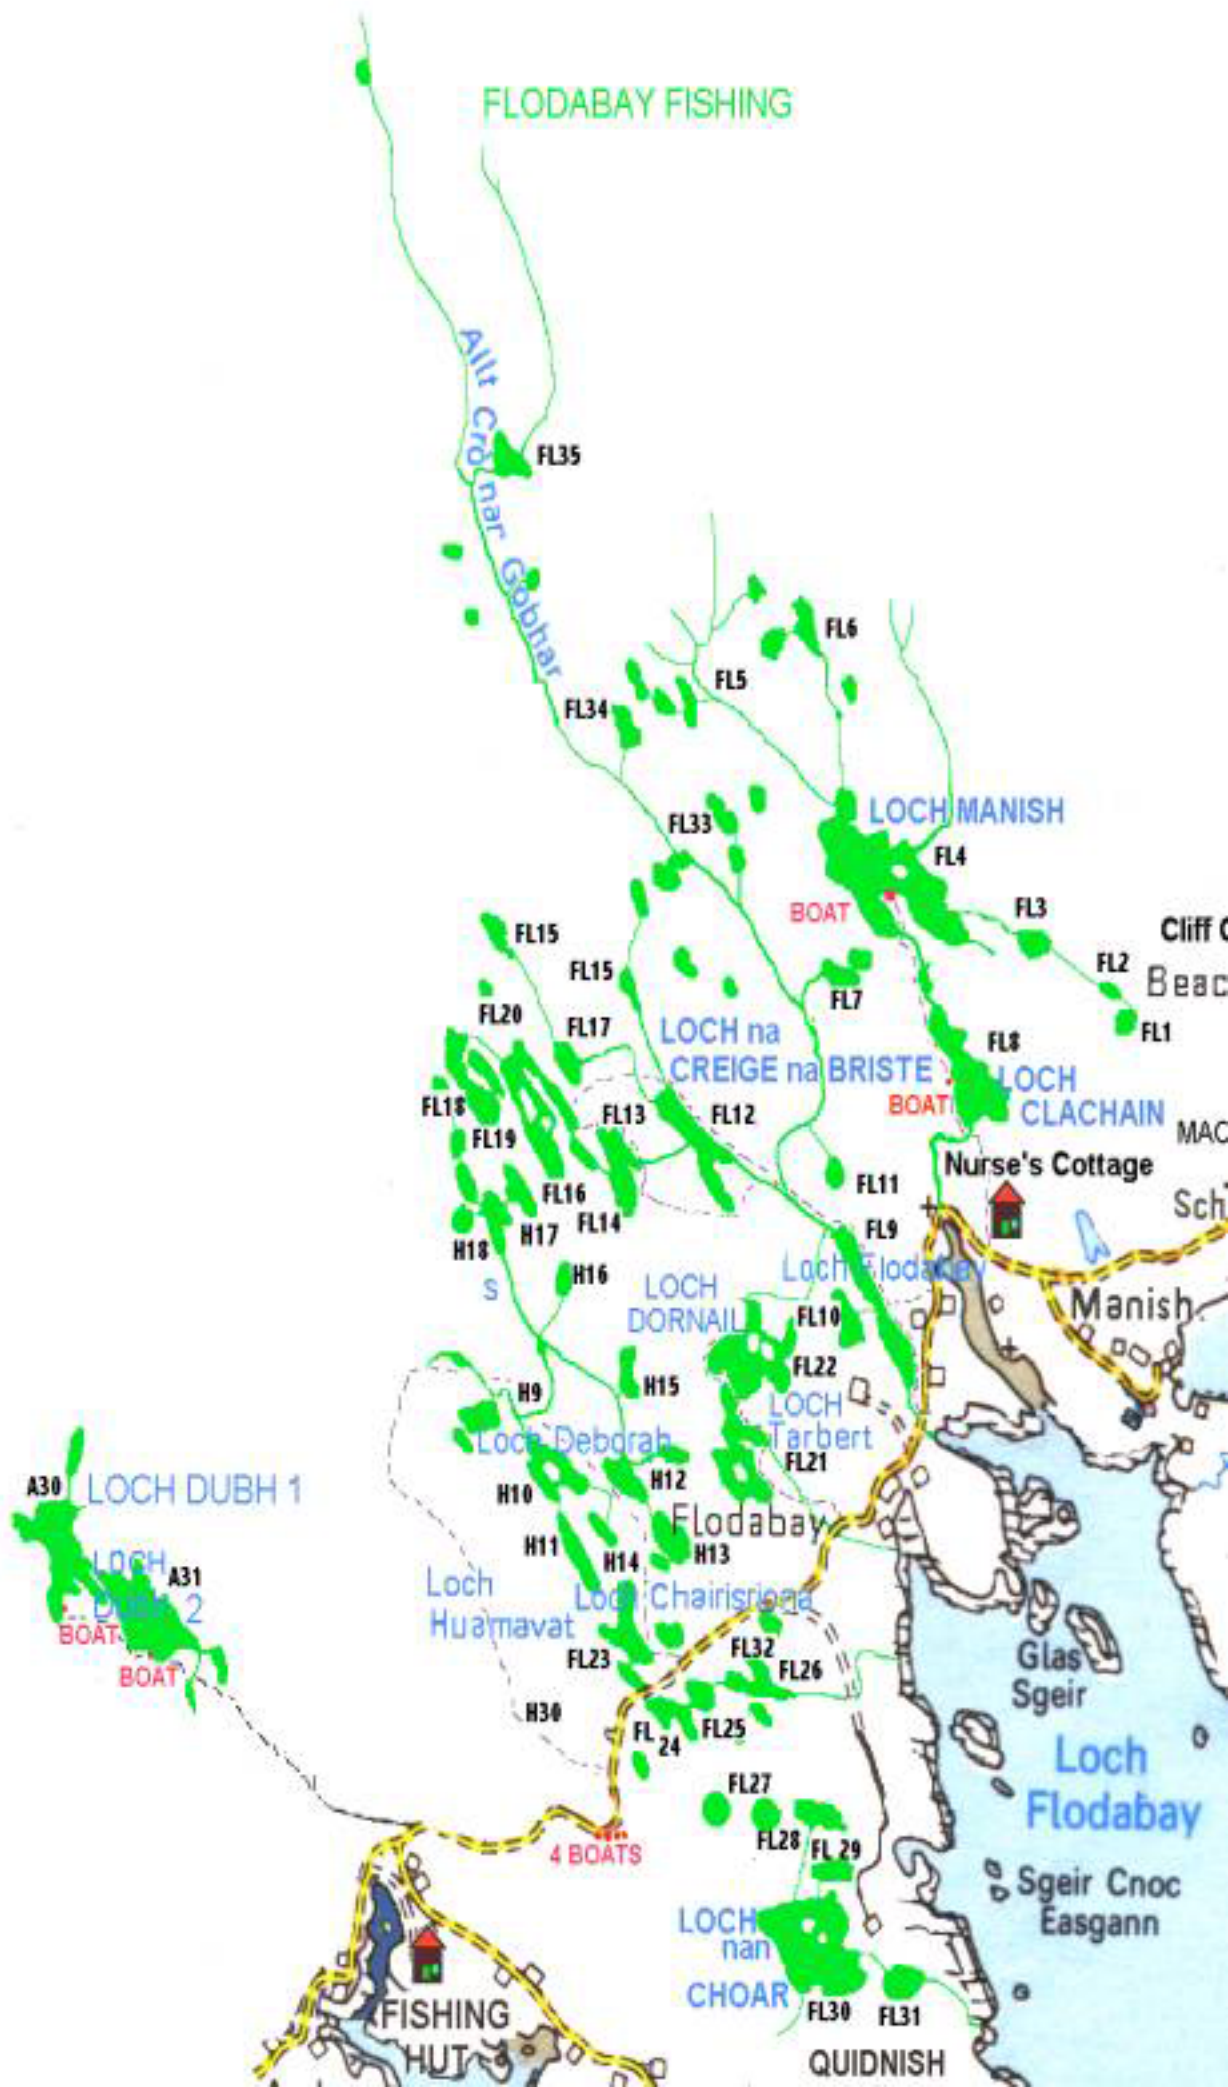 FLODABAY FISHING
Allt Cro nar Gobhar
FL35
FL6
FL5
FL34
LOCH MANISH
FL33
FL4
BOAT
FL3
Cliff
FL15
FL2
Beac
FL15
FL7
FL1
FL20
FL17
LOCH na
CREIGE na BRISTE
FL8
LOCH
CLACHAIN
BOAT
FL18
FL13
FL12
FL19
MAC
Nurse's Cottage
FL16
FL11
FL14
Sch
H17
H18
FL9
Loch Flodabay
H16
S
LOCH
DORNAIL
FL10
Manish
FL22
H15
H9
LOCH
Tarbert
Loch Deborah
FL21
A30
LOCH DUBH 1
H12
H10
Flodabay
H11
H14
H13
LOCH
DUBH 2
A31
Loch
Huamavat
Loch Chairistiona
BOAT
BOAT
FL23
FL32
FL26
Glas
Sgeir
H30
FL
24
FL25
Loch
Flodabay
FL27
FL28
FL 29
4 BOATS
Sgeir Cnoc
Easgann
LOCH
nan
CHOAR
FL30
FL31
FISHING
HUT
QUIDNISH